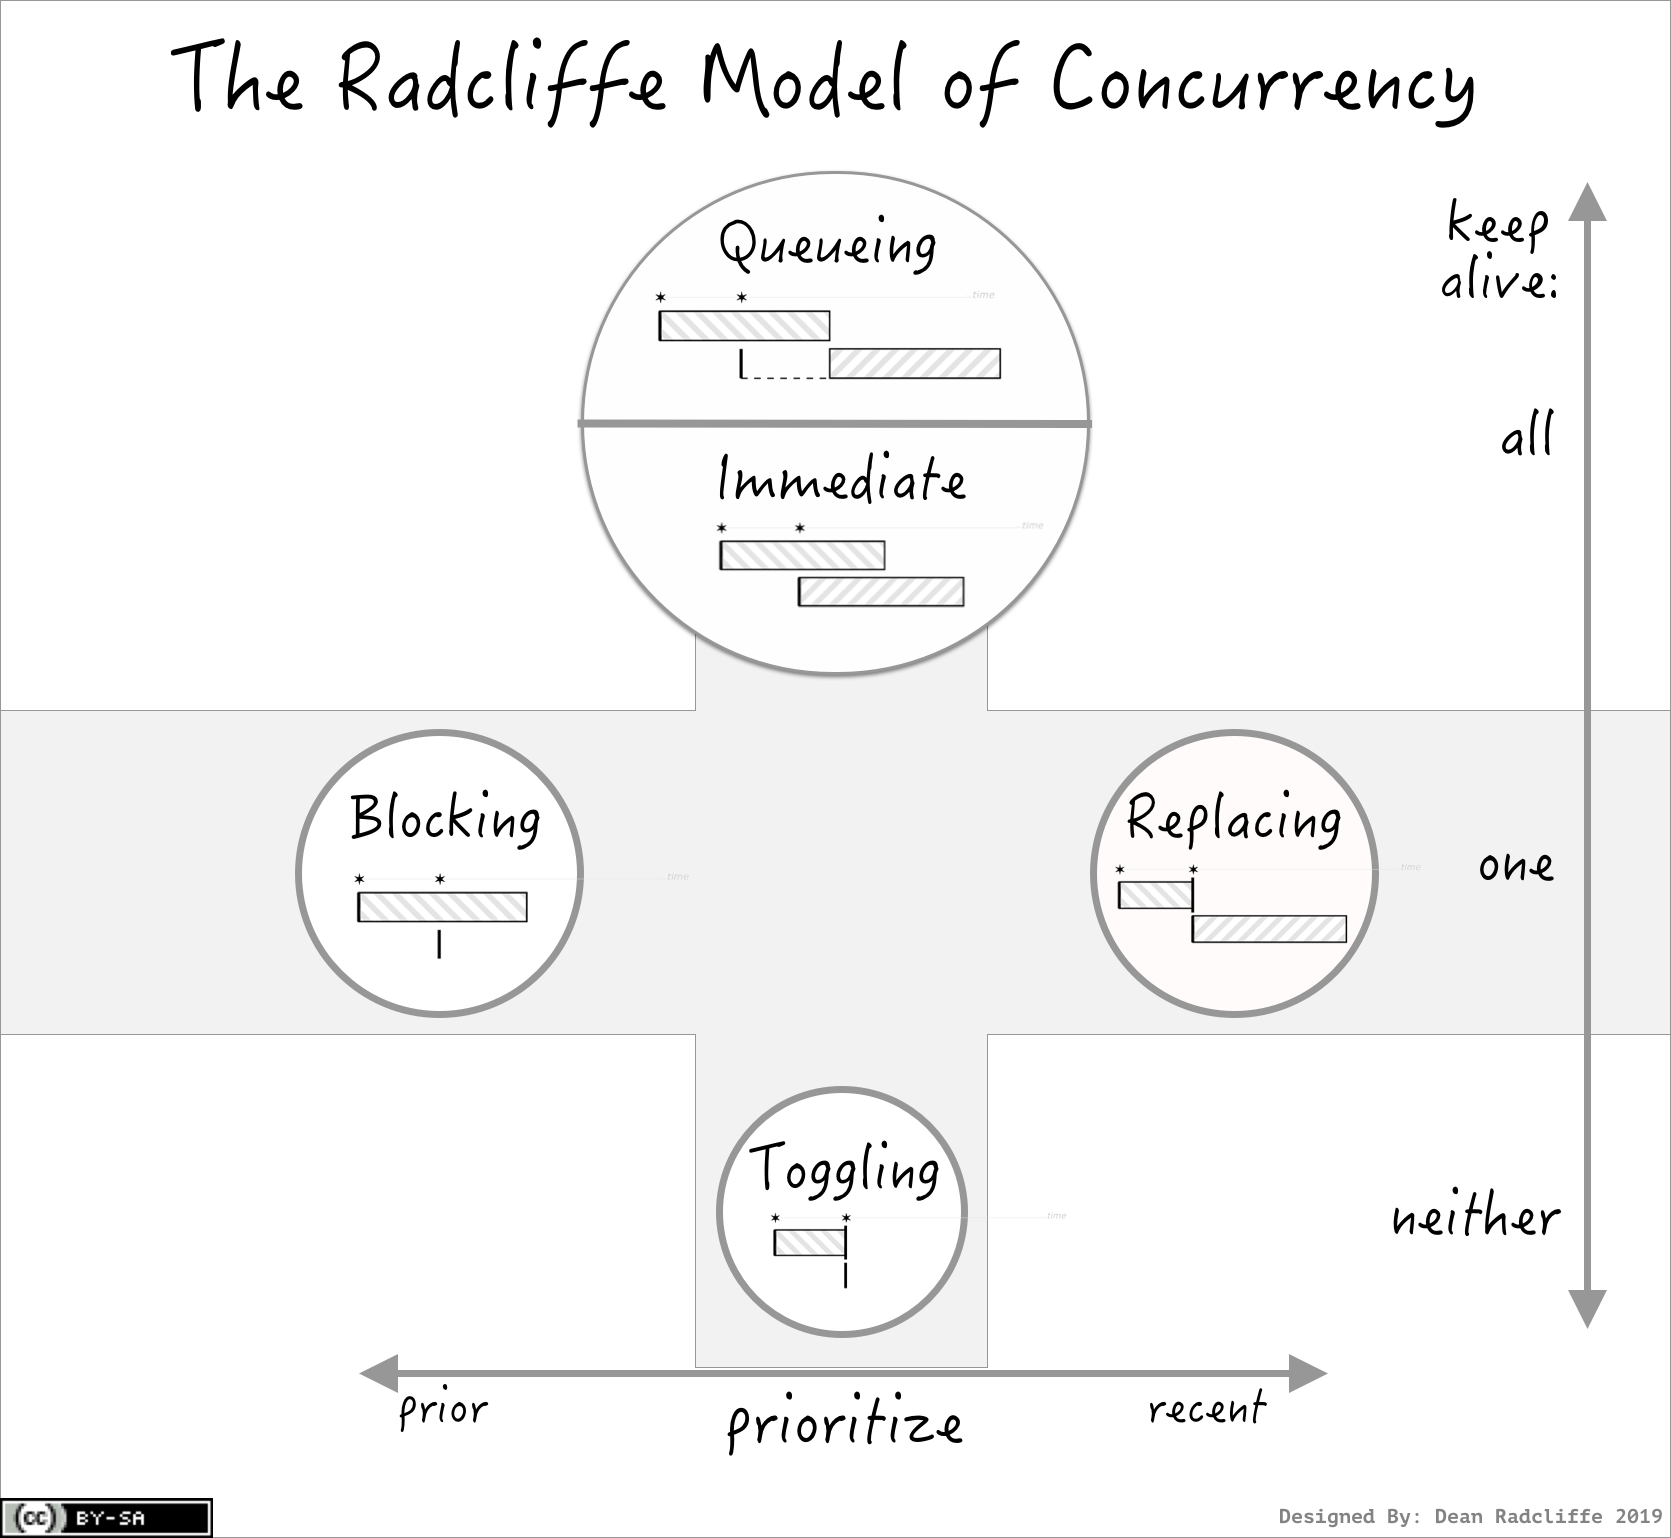 The Radcliffe Model of Concurrency
keep
alive:
Queueing
time
all
Immediate
time
Blocking
time
Replacing
time
one
Toggling
time
neither
prior
prioritize
recent
cc BY-SA
Designed By: Dean Radcliffe 2019